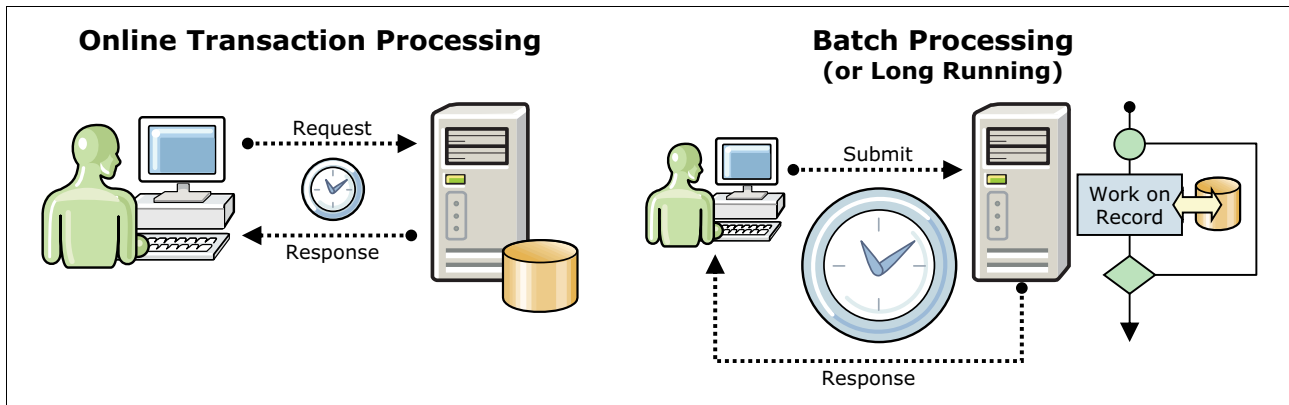 Online Transaction Processing
Request
Response
Batch Processing
(or Long Running)
Submit
Work on
Record
Response